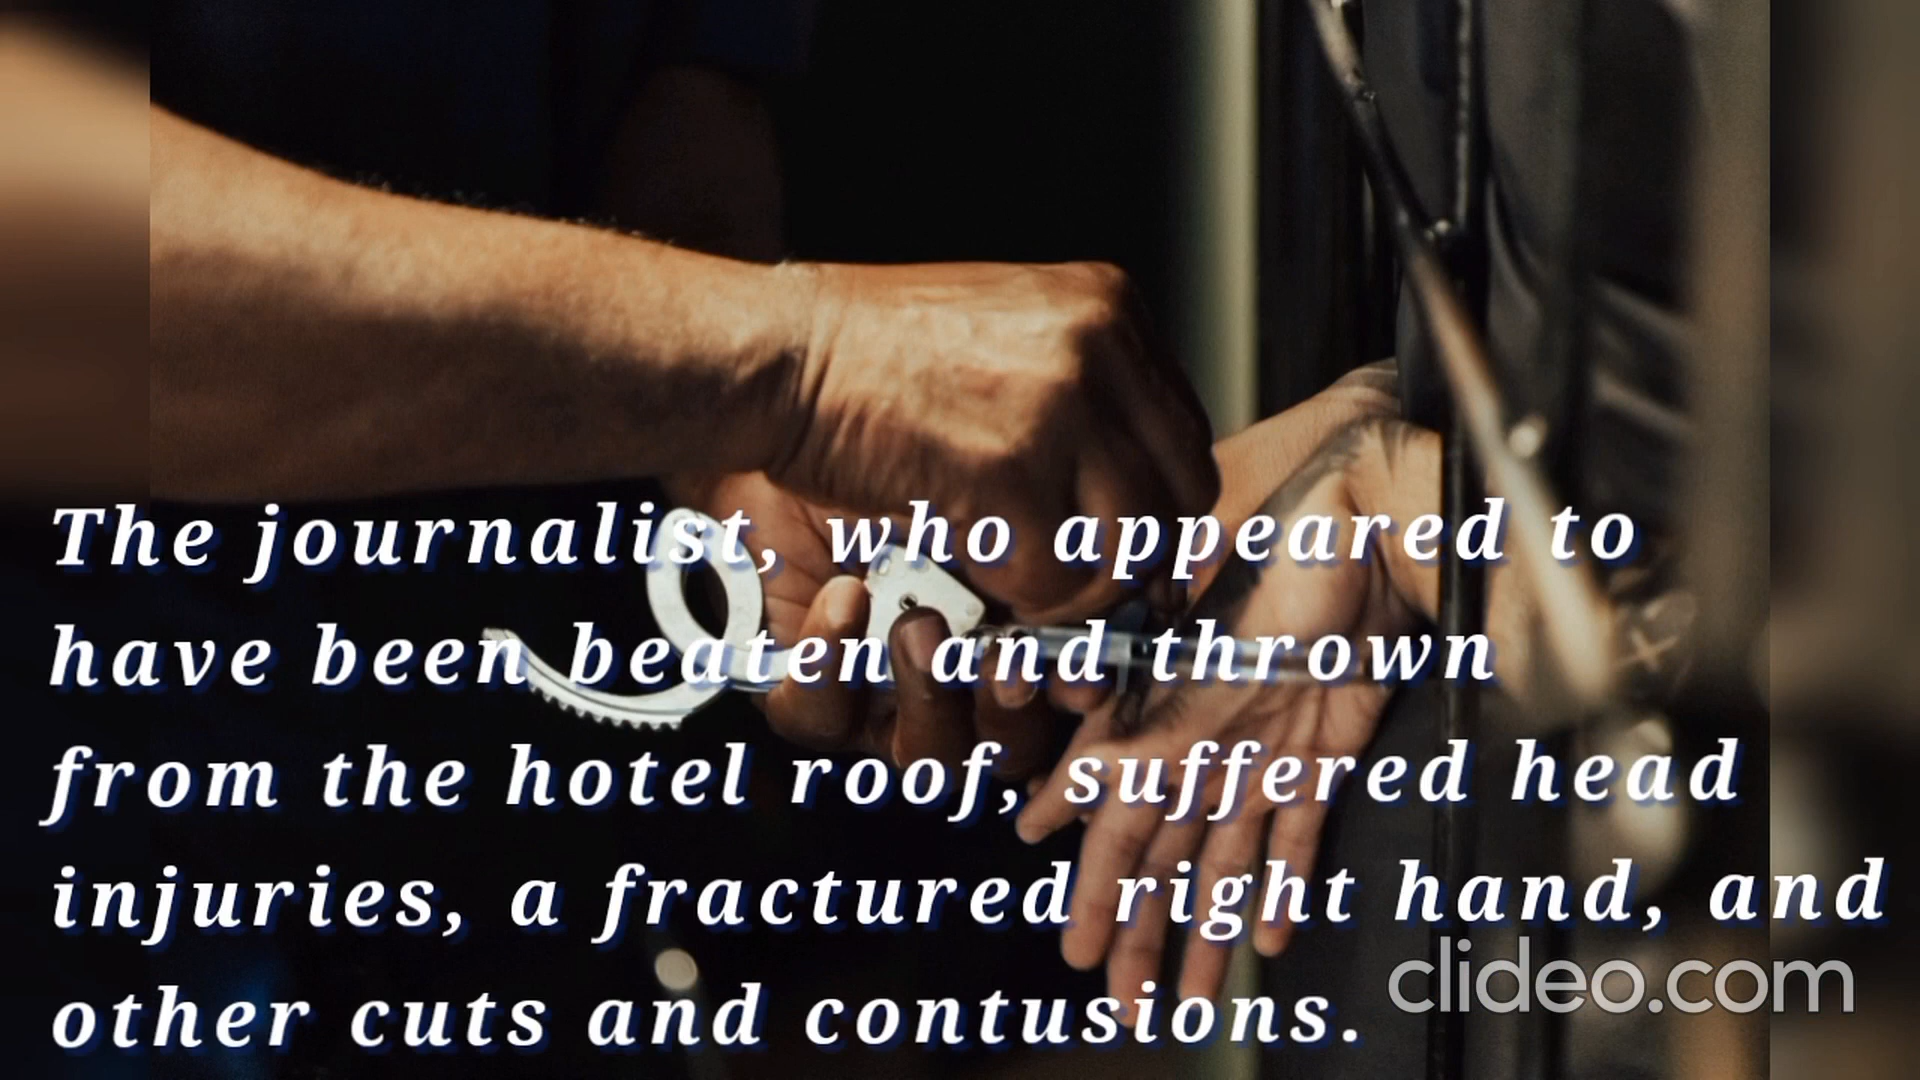 The journalist, who appeared to
have been beaten and thrown
from the hotel roof, suffered head
injuries, a fractured right hand, and
other cuts and contusions.
clideo.com